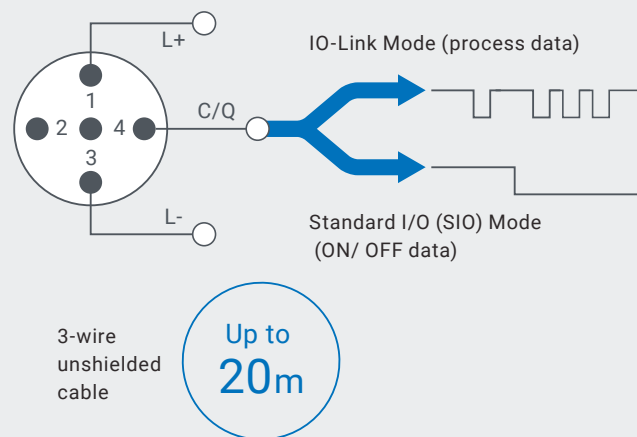 L+
IO-Link Mode (process data)
1
C/Q
2
4
3
L-
Standard I/O (SIO) Mode
(ON/ OFF data)
3-wire
unshielded
cable
Up to
20m